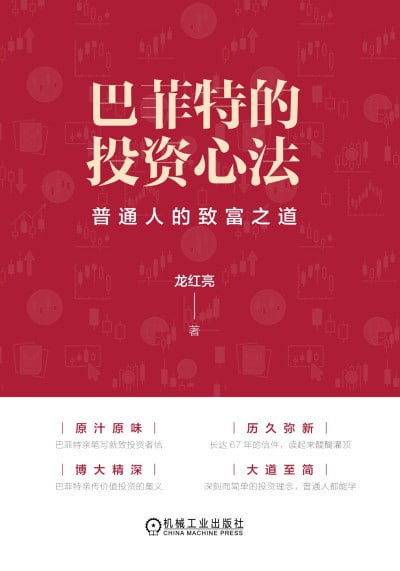 巴菲特的
投资心法
普通人的致富之道
龙红亮
著
原汁原味
巴菲特亲笔写就致投资者信
历久弥新
长达67年的信件，读起来醍醐灌顶
博大精深
巴菲特亲传价值投资的奥义
大道至简
深刻而简单的投资理念，普通人都能学
机械工业出版社
CHINA MACHINE PRESS